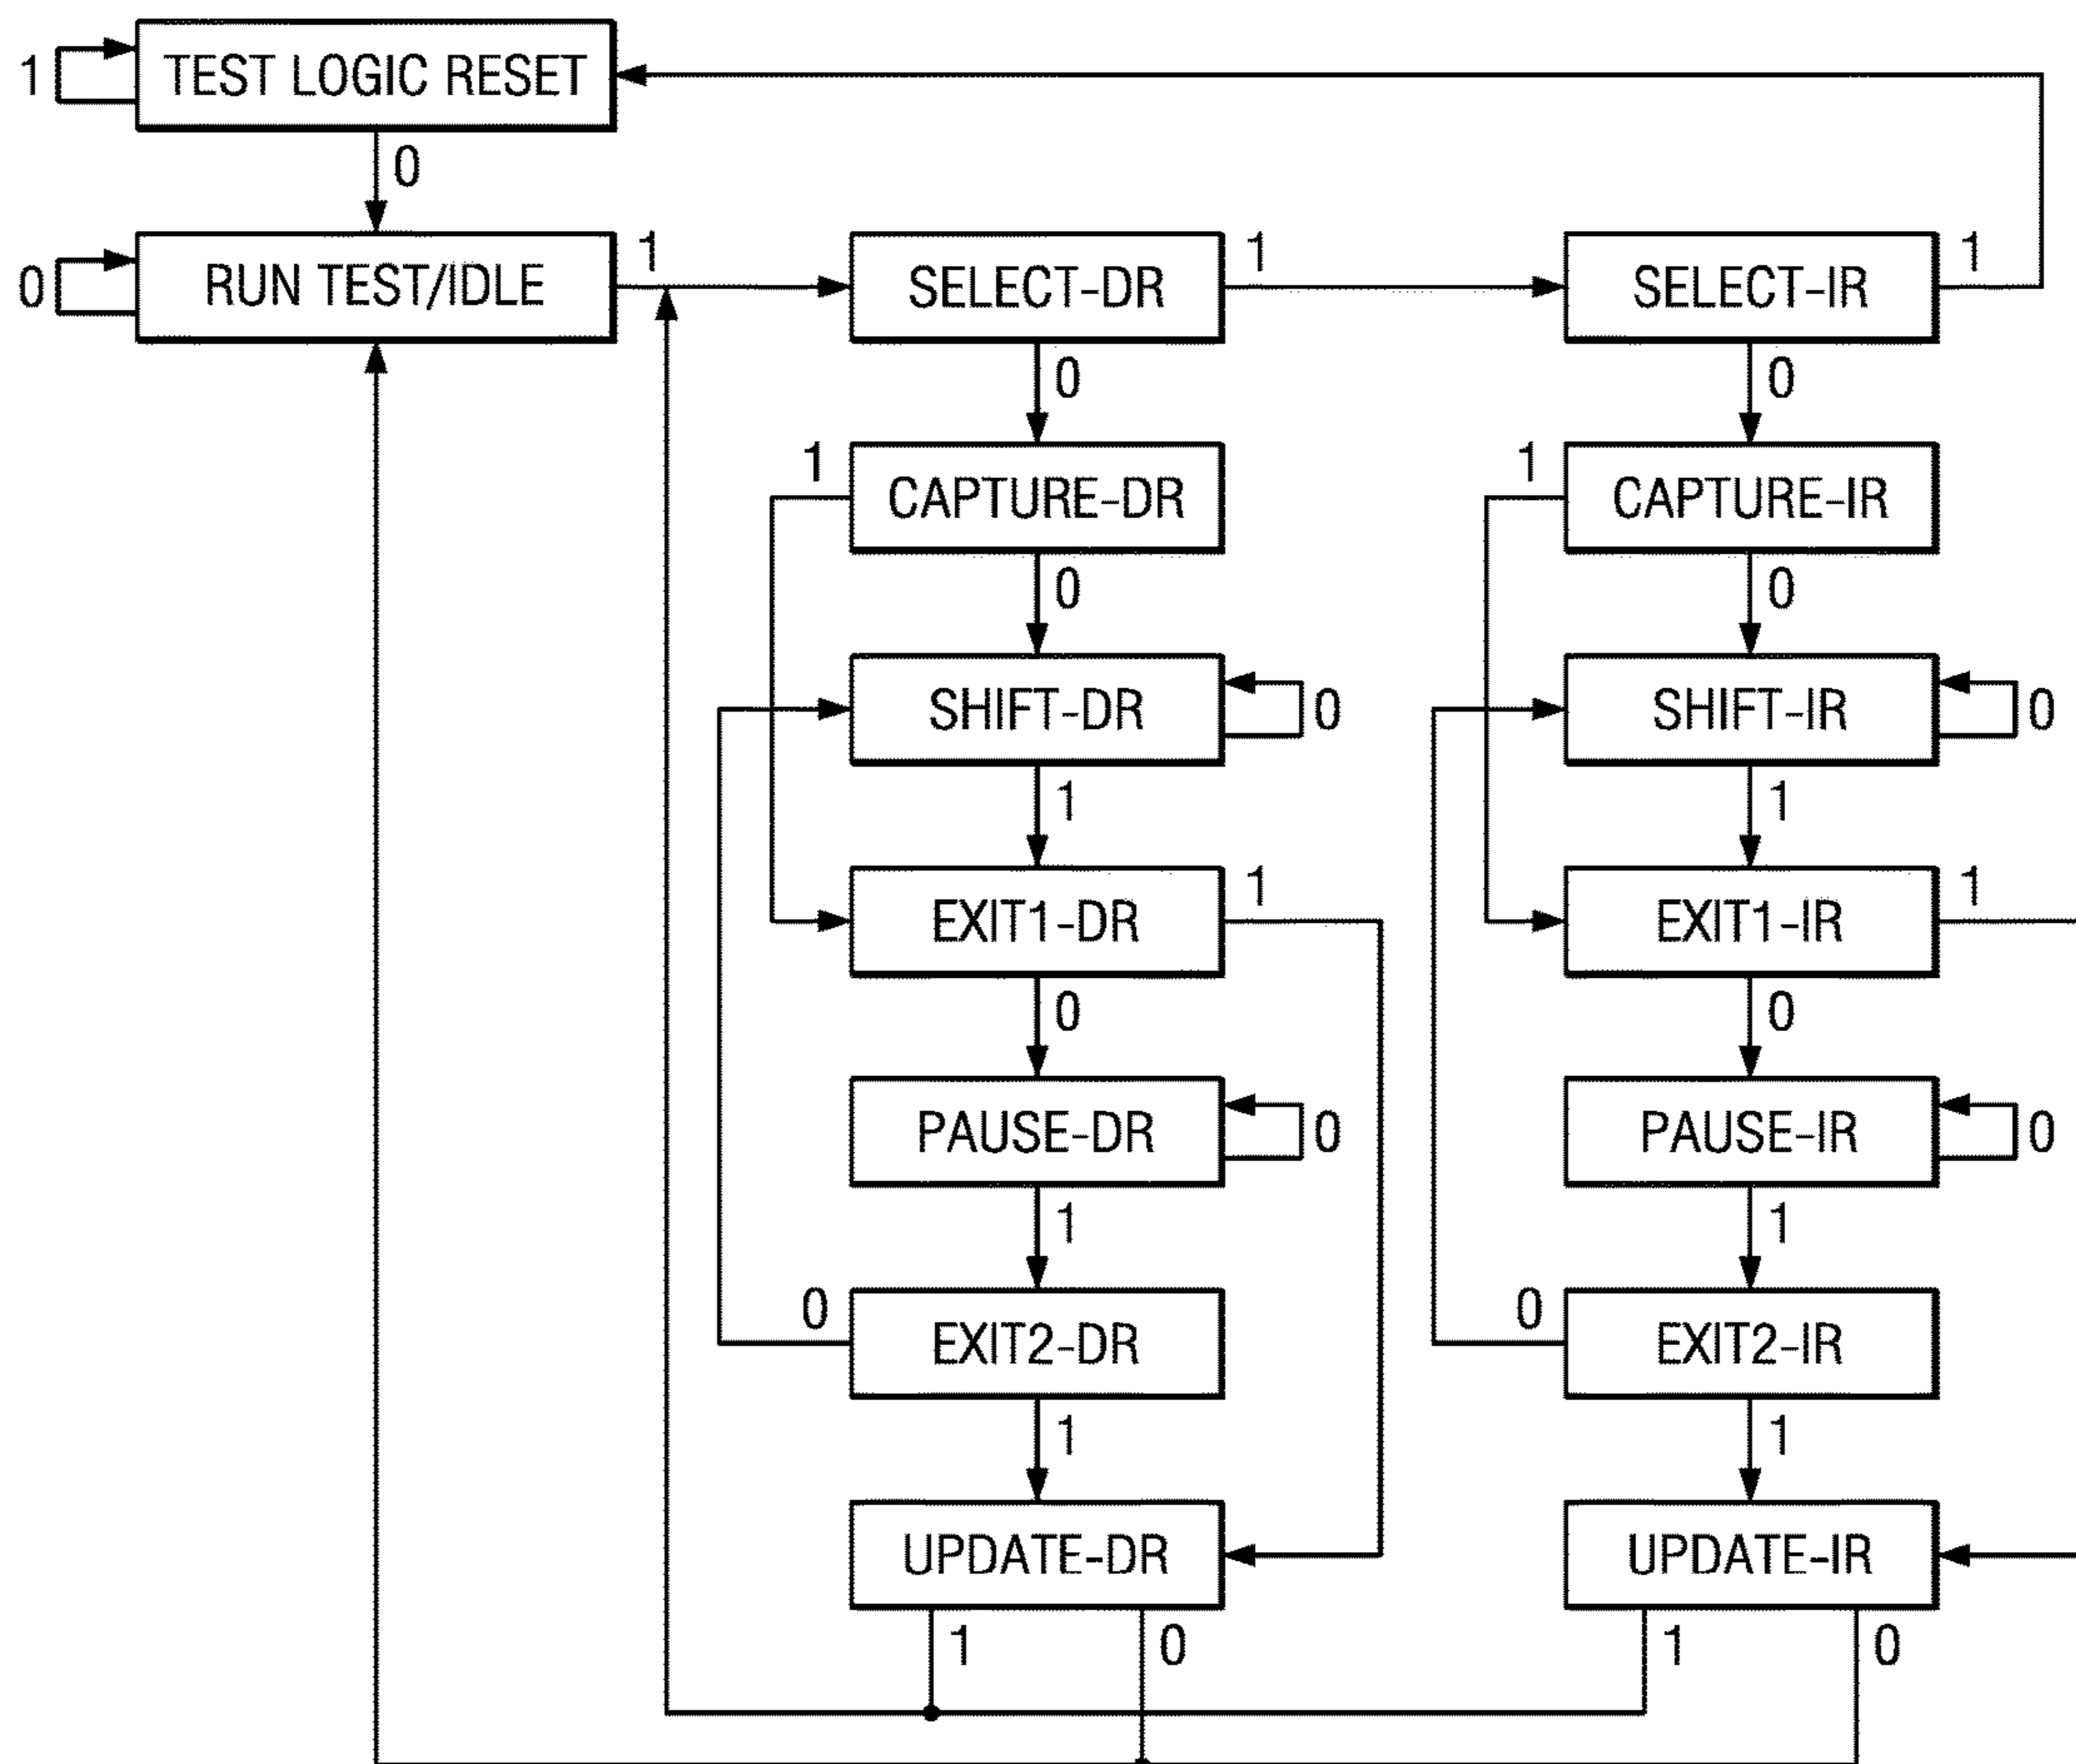 1
TEST LOGIC RESET
0
0
RUN TEST/IDLE
1
SELECT-DR
1
SELECT-IR
1
0
0
1
CAPTURE-DR
1
CAPTURE-IR
0
0
SHIFT-DR
0
SHIFT-IR
0
1
1
EXIT1-DR
1
EXIT1-IR
1
0
0
PAUSE-DR
0
PAUSE-IR
0
1
1
0
EXIT2-DR
0
EXIT2-IR
1
1
UPDATE-DR
UPDATE-IR
1
0
1
0